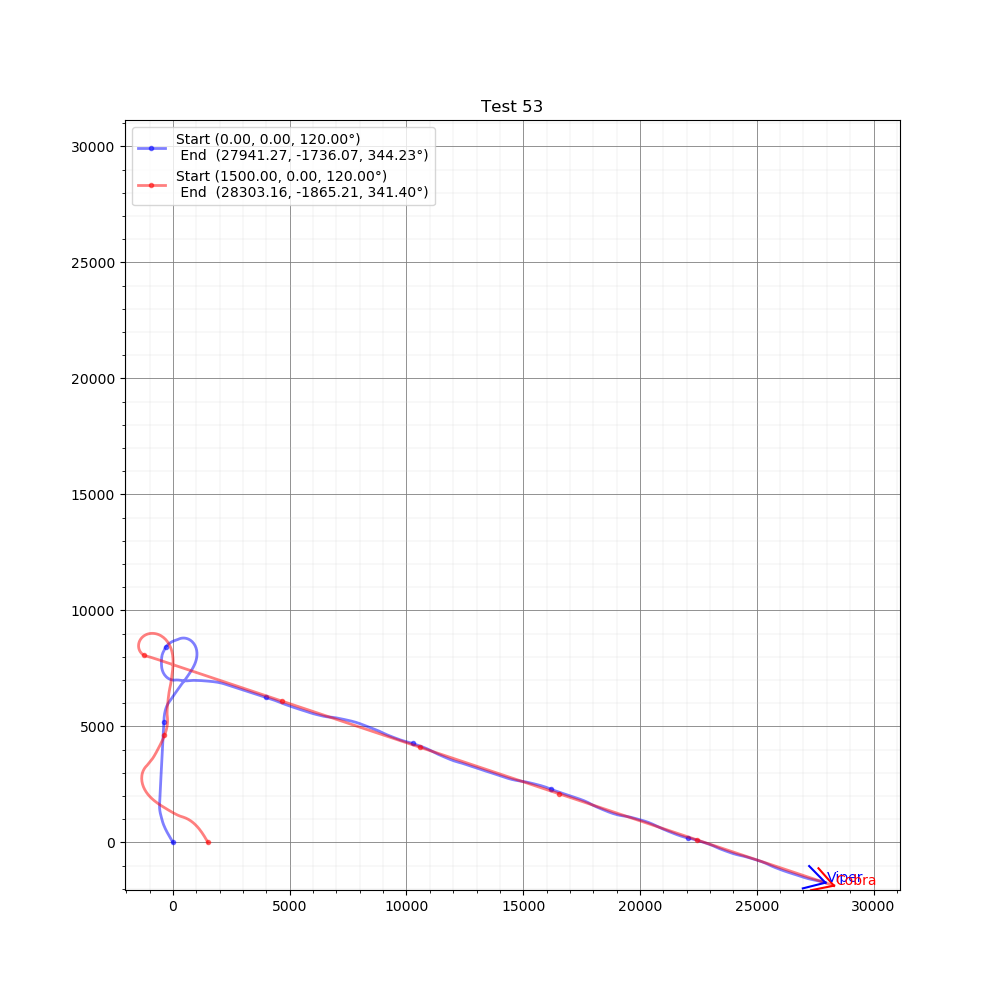 Test 53
Start (0.00, 0.00, 120.00°)
End (27941.27, -1736.07, 344.23°)
Start (1500.00, 0.00, 120.00°)
End (28303.16, -1865.21, 341.40°)
30000
25000
20000
15000
10000
5000
0
Viper
Cobra
0 5000 10000 15000 20000 25000 30000